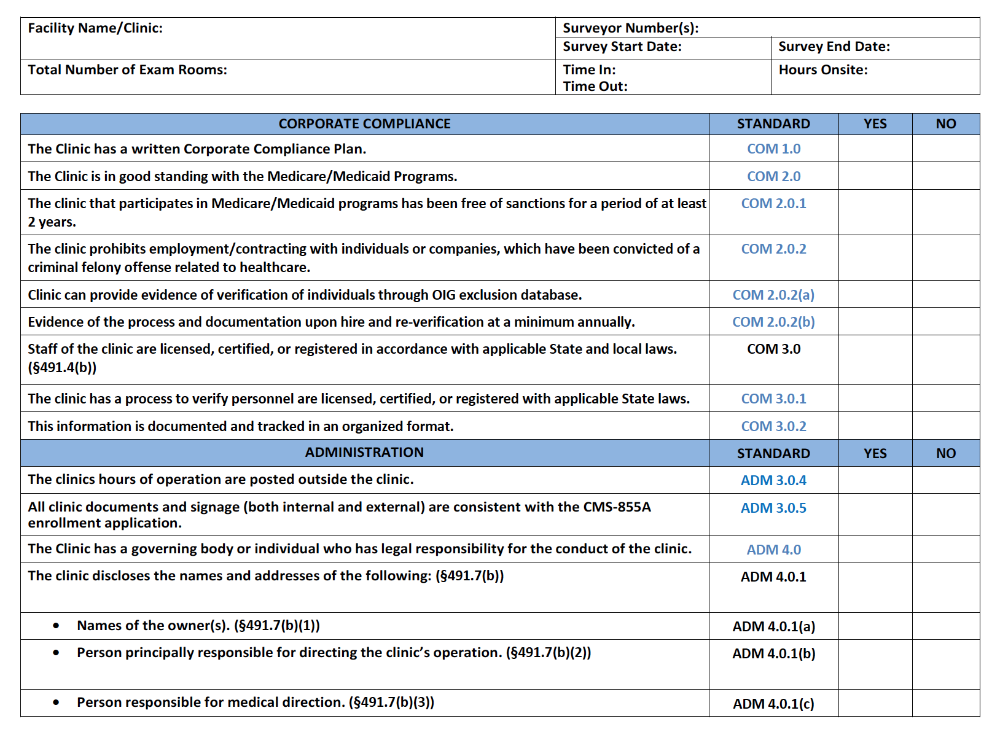 Facility Name/Clinic:
Surveyor Number(s):
Survey Start Date:
Survey End Date:
Total Number of Exam Rooms:
Time In:
Time Out:
Hours Onsite:
CORPORATE COMPLIANCE STANDARD YES NO
The Clinic has a written Corporate Compliance Plan. COM 1.0
The Clinic is in good standing with the Medicare/Medicaid Programs. COM 2.0
The clinic that participates in Medicare/Medicaid programs has been free of sanctions for a period of at least COM 2.0.1
2 years.
The clinic prohibits employment/contracting with individuals or companies, which have been convicted of a COM 2.0.2
criminal felony offense related to healthcare.
Clinic can provide evidence of verification of individuals through OIG exclusion database. COM 2.0.2(a)
Evidence of the process and documentation upon hire and re-verification at a minimum annually. COM 2.0.2(b)
Staff of the clinic are licensed, certified, or registered in accordance with applicable State and local laws. COM 3.0
(§491.4(b))
The clinic has a process to verify personnel are licensed, certified, or registered with applicable State laws. COM 3.0.1
This information is documented and tracked in an organized format. COM 3.0.2
ADMINISTRATION STANDARD YES NO
The clinics hours of operation are posted outside the clinic. ADM 3.0.4
All clinic documents and signage (both internal and external) are consistent with the CMS-855A ADM 3.0.5
enrollment application.
The Clinic has a governing body or individual who has legal responsibility for the conduct of the clinic. ADM 4.0
The clinic discloses the names and addresses of the following: (§491.7(b)) ADM 4.0.1
• Names of the owner(s). (§491.7(b)(1)) ADM 4.0.1(a)
• Person principally responsible for directing the clinic’s operation. (§491.7(b)(2)) ADM 4.0.1(b)
• Person responsible for medical direction. (§491.7(b)(3)) ADM 4.0.1(c)